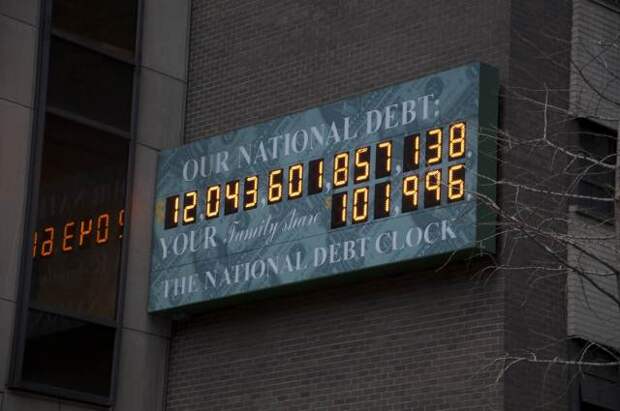 OUR NATIONAL DEBT:
12,043,601,857,138
YOUR Family share $101,996
THE NATIONAL DEBT CLOCK